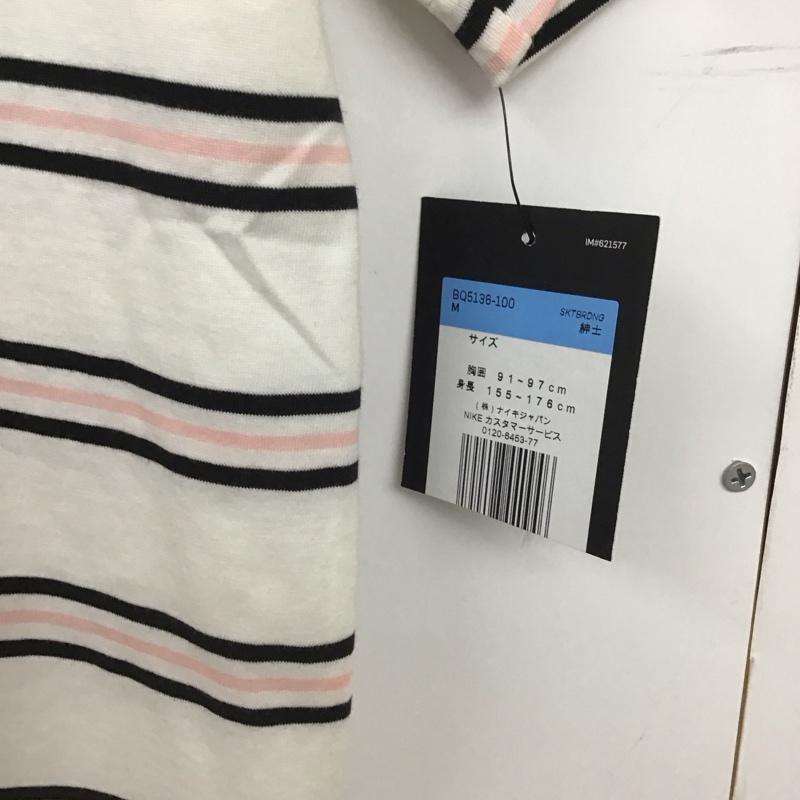 IM#621577
BQ5136-100
M
SKTBRDNG
紳士
サイズ
胸囲 91~97cm
身長 155~176cm
(株)ナイキジャパン
NIKE カスタマーサービス
0120-6453-77